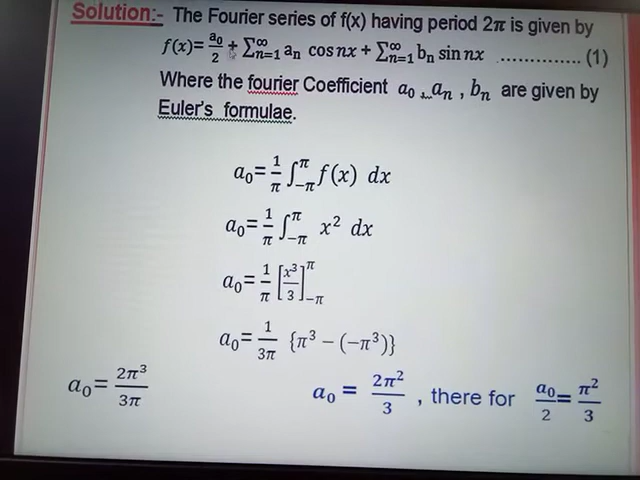 Solution:- The Fourier series of f(x) having period 2π is given by
f(x)= a₀/2 + ∑ₙ₌₁^∞ aₙ cos nx + ∑ₙ₌₁^∞ bₙ sin nx .............. (1)
Where the fourier Coefficient a₀ , aₙ , bₙ are given by
Euler's formulae.
a₀= 1/π ∫_{-π}^{π} f(x) dx
a₀= 1/π ∫_{-π}^{π} x² dx
a₀= 1/π [x³/3]_{-π}^{π}
a₀= 1/3π {π³ − (−π³)}
a₀= 2π³/3π
a₀ = 2π²/3 , there for a₀/2 = π²/3